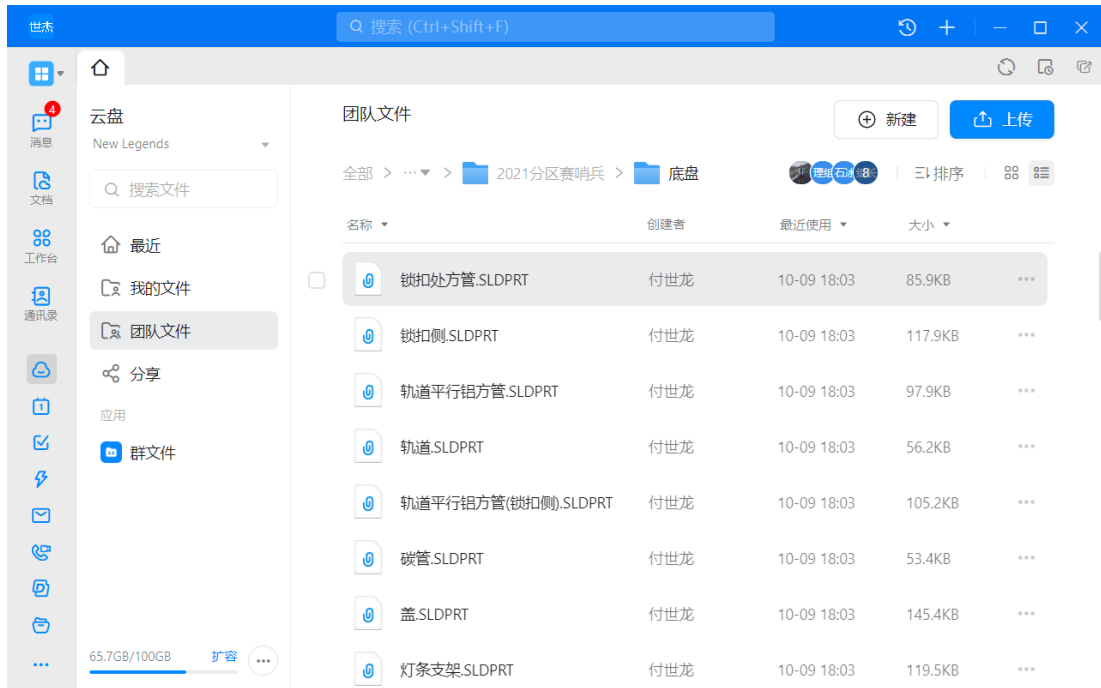 世杰
搜索 (Ctrl+Shift+F)
4
消息
文档
工作台
通讯录
1
云盘
New Legends
搜索文件
最近
我的文件
团队文件
分享
应用
群文件
65.7GB/100GB 扩容
团队文件
新建
上传
全部 > ··· > 2021分区赛哨兵 > 底盘
理组 石冰 8
排序
名称 创建者 最近使用 大小
锁扣处方管.SLDPRT 付世龙 10-09 18:03 85.9KB
锁扣侧.SLDPRT 付世龙 10-09 18:03 117.9KB
轨道平行铝方管.SLDPRT 付世龙 10-09 18:03 97.9KB
轨道.SLDPRT 付世龙 10-09 18:03 56.2KB
轨道平行铝方管(锁扣侧).SLDPRT 付世龙 10-09 18:03 105.2KB
碳管.SLDPRT 付世龙 10-09 18:03 53.4KB
盖.SLDPRT 付世龙 10-09 18:03 145.4KB
灯条支架.SLDPRT 付世龙 10-09 18:03 119.5KB